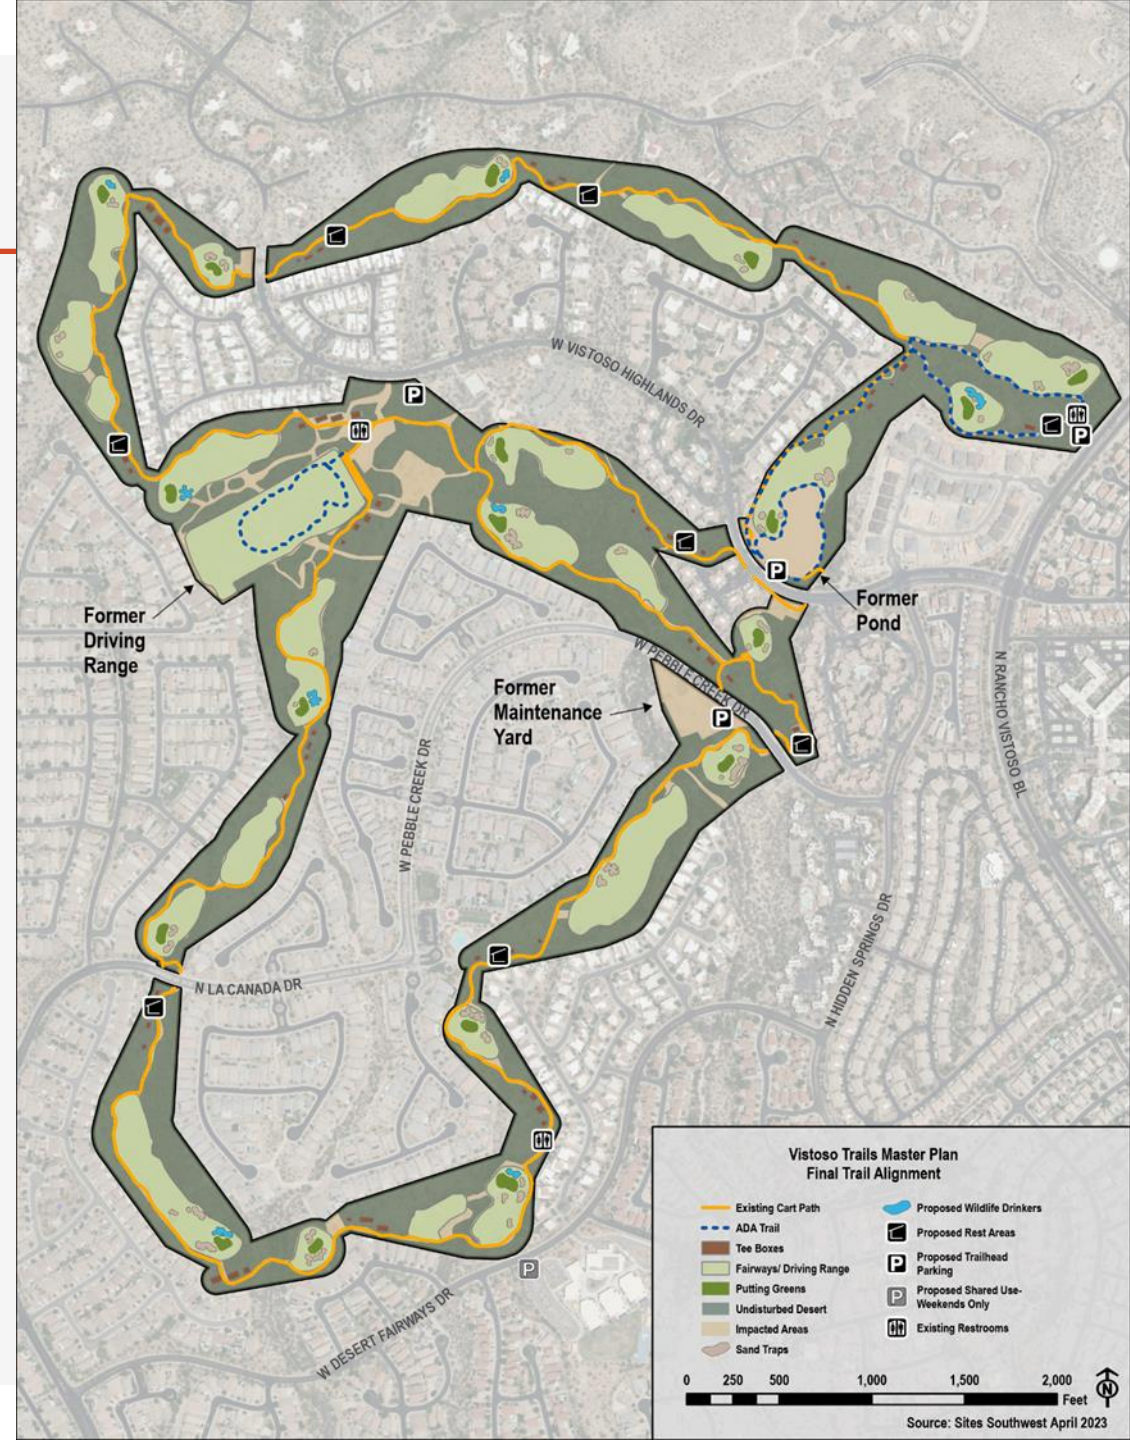 W VISTOSO HIGHLANDS DR
P
P
P
Former
Driving
Range
Former
Pond
W PEBBLE CREEK DR
Former
Maintenance
Yard
P
N RANCHO VISTOSO BL
W PEBBLE CREEK DR
N HIDDEN SPRINGS DR
N LA CANADA DR
P
W DESERT FAIRWAYS DR
Vistoso Trails Master Plan
Final Trail Alignment
Existing Cart Path
ADA Trail
Tee Boxes
Fairways/ Driving Range
Putting Greens
Undisturbed Desert
Impacted Areas
Sand Traps
Proposed Wildlife Drinkers
Proposed Rest Areas
P Proposed Trailhead
Parking
P Proposed Shared Use-
Weekends Only
Existing Restrooms
0 250 500 1,000 1,500 2,000
Feet
N
Source: Sites Southwest April 2023